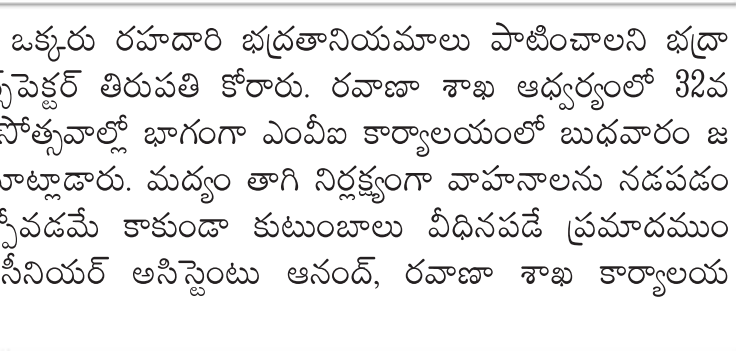 ఒక్కరు రహదారి భద్రతానియమాలు పాటించాలని భద్రా
స్పెక్టర్ తిరుపతి కోరారు. రవాణా శాఖ ఆధ్వర్యంలో 32వ
సోత్సవాల్లో భాగంగా ఎంవీఐ కార్యాలయంలో బుధవారం జ
మాట్లాడారు. మద్యం తాగి నిర్లక్ష్యంగా వాహనాలను నడపడం
ల్పోవడమే కాకుండా కుటుంబాలు వీధినపడే ప్రమాదముం
సీనియర్ అసిస్టెంటు ఆనంద్, రవాణా శాఖ కార్యాలయ